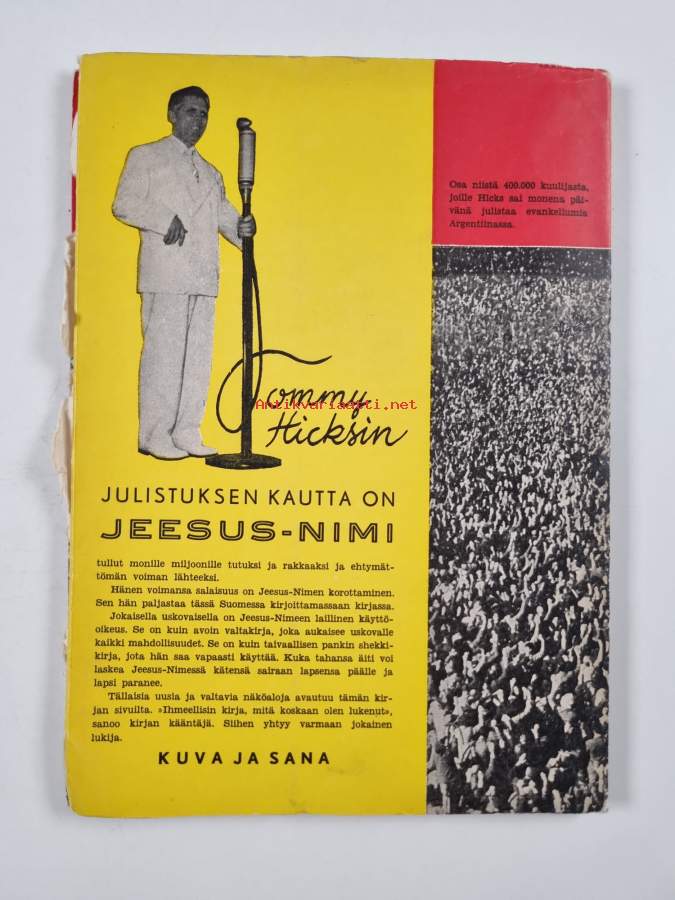 Osa niistä 400.000 kuulijasta,
joille Hicks sai monena päi-
vänä julistaa evankeliumia
Argentiinassa.
Tommy
Antikvariaatti.net
Hicksin
JULISTUKSEN KAUTTA ON
JEESUS-NIMI
tullut monille miljoonille tutuksi ja rakkaaksi ja ehtymät-
tömän voiman lähteeksi.
Hänen voimansa salaisuus on Jeesus-Nimen korottaminen.
Sen hän paljastaa tässä Suomessa kirjoittamassaan kirjassa.
Jokaisella uskovaisella on Jeesus-Nimeen laillinen käyttö-
oikeus. Se on kuin avoin valtakirja, joka aukaisee uskovalle
kaikki mahdollisuudet. Se on kuin taivaallisen pankin shekki-
kirja, jota hän saa vapaasti käyttää. Kuka tahansa äiti voi
laskea Jeesus-Nimessä kätensä sairaan lapsensa päälle ja
lapsi paranee.
Tällaisia uusia ja valtavia näköaloja avautuu tämän kir-
jan sivuilta. »Ihmeellisin kirja, mitä koskaan olen lukenut»,
sanoo kirjan kääntäjä. Siihen yhtyy varmaan jokainen
lukija.
KUVA JA SANA